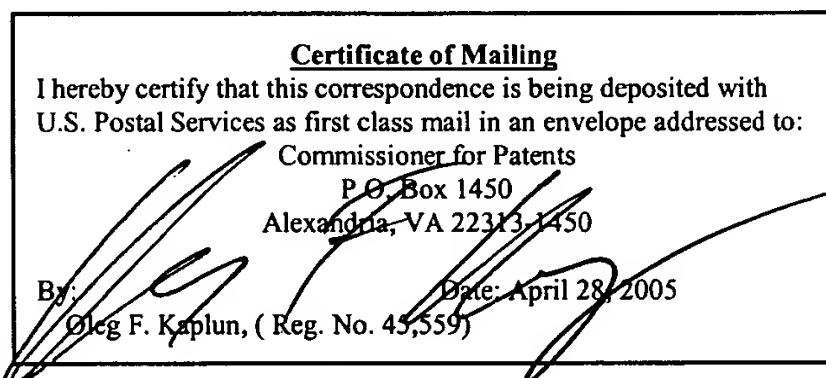 Certificate of Mailing
I hereby certify that this correspondence is being deposited with
U.S. Postal Services as first class mail in an envelope addressed to:
Commissioner for Patents
P.O. Box 1450
Alexandria, VA 22313-1450
By: Date: April 28, 2005
Oleg F. Kaplun, ( Reg. No. 45,559)